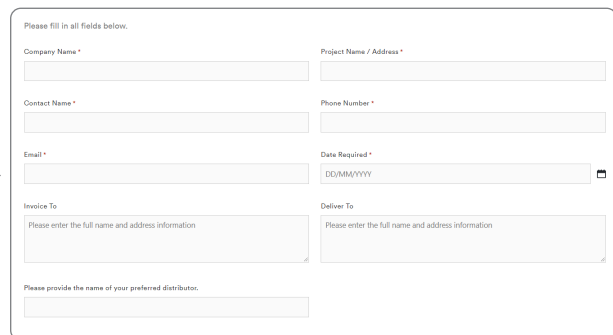 Please fill in all fields below.
Company Name *
Project Name / Address *
Contact Name *
Phone Number *
Email *
Date Required *
DD/MM/YYYY
Invoice To
Deliver To
Please enter the full name and address information
Please enter the full name and address information
Please provide the name of your preferred distributor.